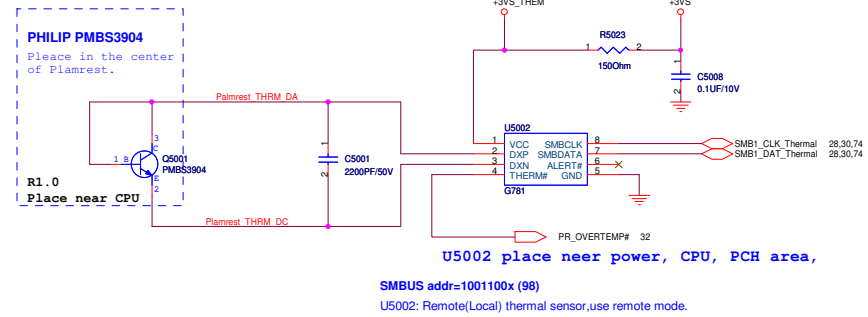 +3VS_THEM
+3VS
PHILIP PMBS3904
Pleace in the center
of Plamrest.
R5023
1
2
150Ohm
1
C5008
0.1UF/10V
2
Palmrest_THRM_DA
3
C
1 B
Q5001
PMBS3904
E
2
R1.0
Place near CPU
1
C5001
2200PF/50V
2
Plamrest_THRM_DC
U5002
1 VCC SMBCLK 8
2 DXP SMBDATA 7
3 DXN ALERT# 6
4 THERM# GND 5
G781
SMB1_CLK_Thermal 28,30,74
SMB1_DAT_Thermal 28,30,74
PR_OVERTEMP# 32
U5002 place neer power, CPU, PCH area,
SMBUS addr=1001100x (98)
U5002: Remote(Local) thermal sensor,use remote mode.